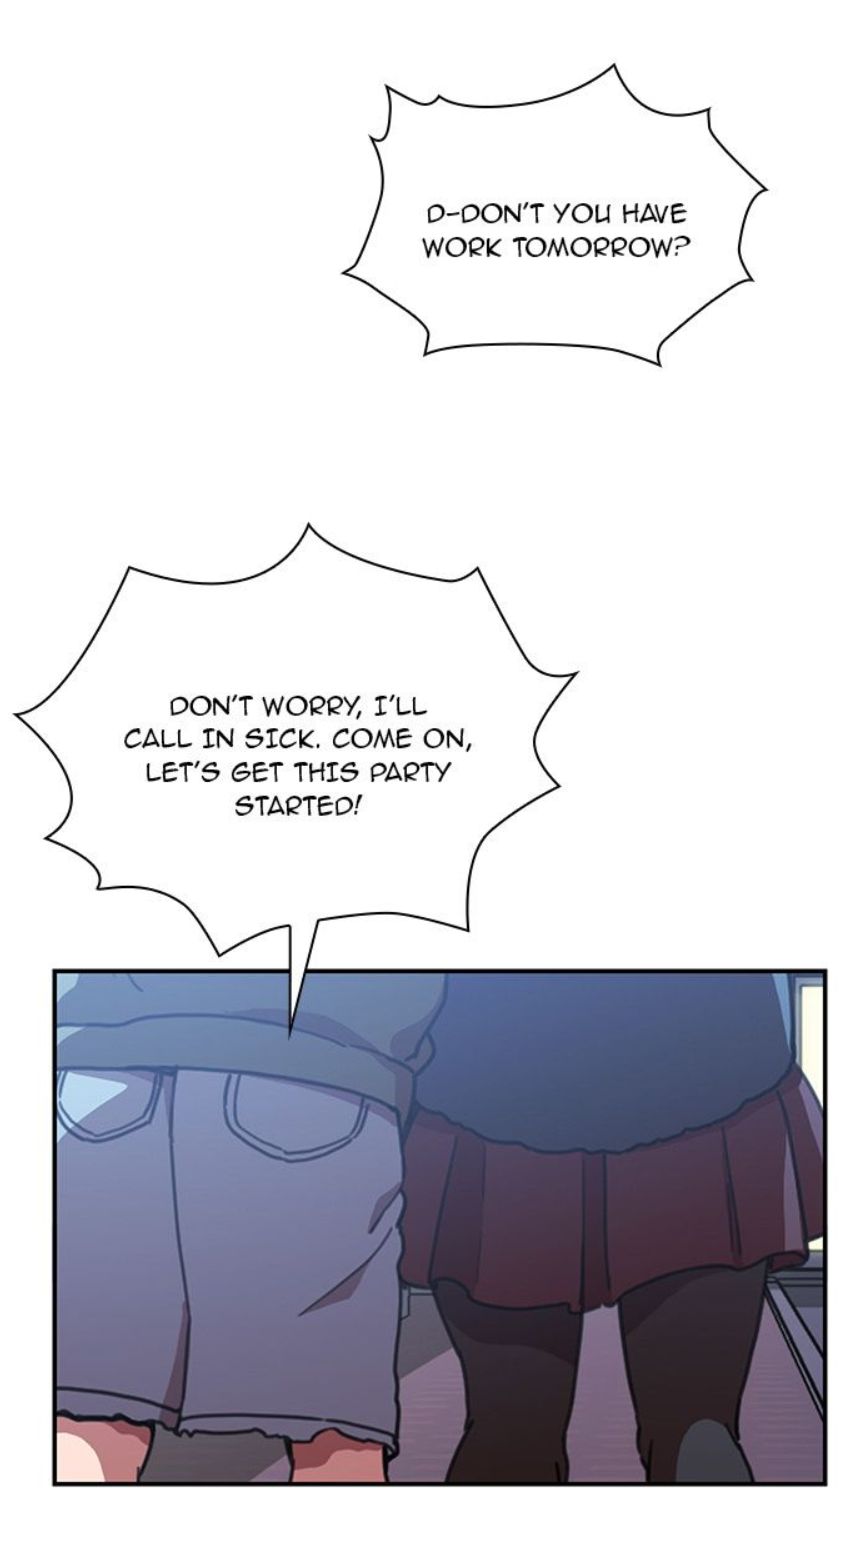 D-DON'T YOU HAVE
WORK TOMORROW?
DON'T WORRY, I'LL
CALL IN SICK. COME ON,
LET'S GET THIS PARTY
STARTED!